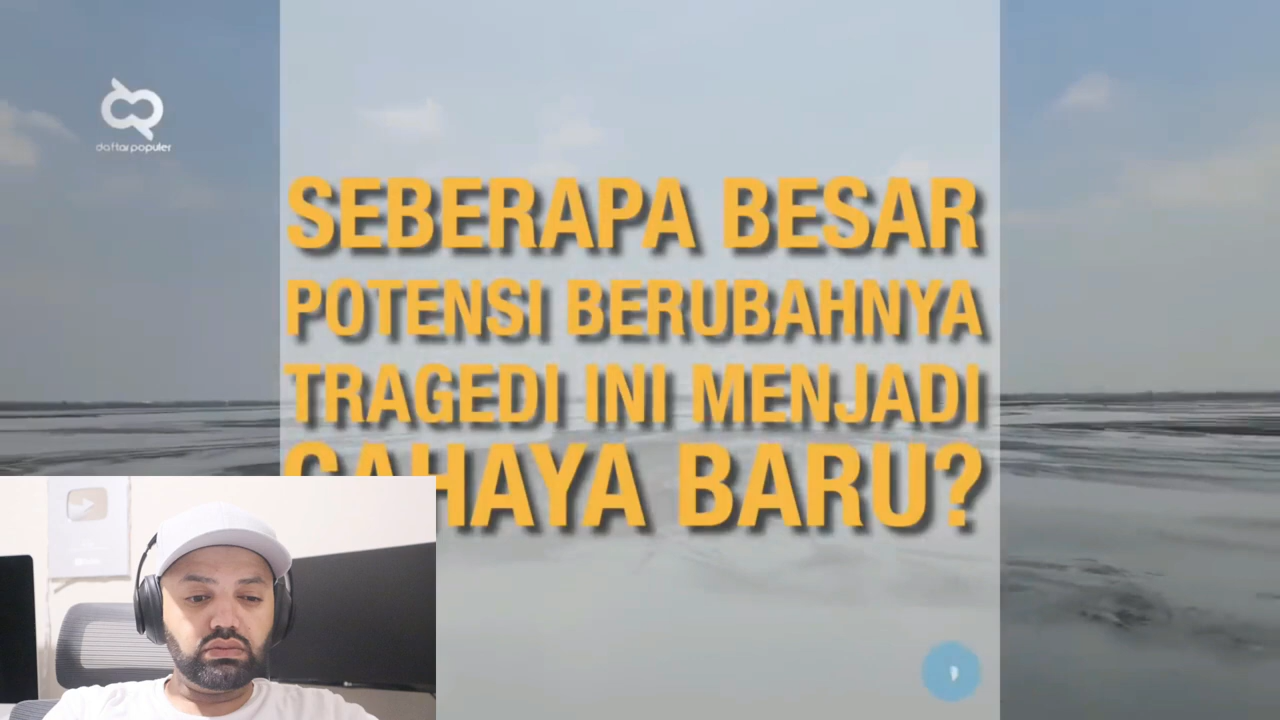 daftarpopuler
SEBERAPA BESAR
POTENSI BERUBAHNYA
TRAGEDI INI MENJADI
CAHAYA BARU?